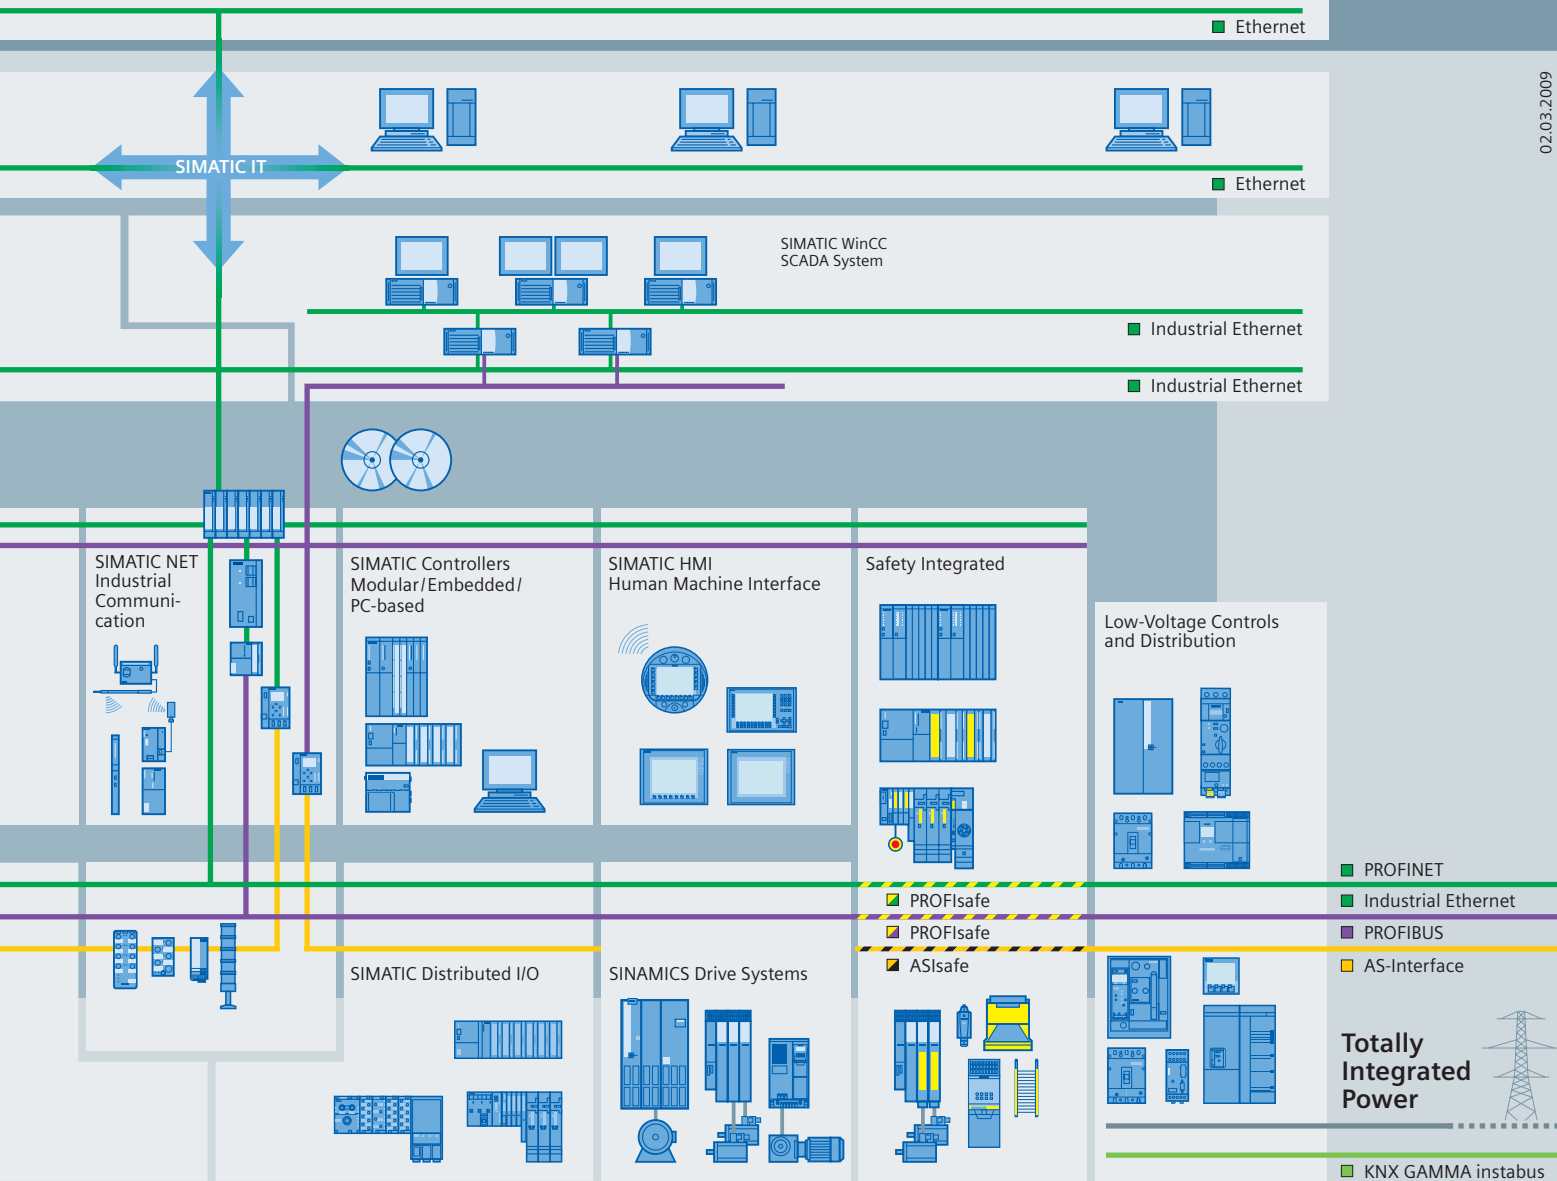 Ethernet
02.03.2009
SIMATIC IT
Ethernet
SIMATIC WinCC
SCADA System
Industrial Ethernet
Industrial Ethernet
SIMATIC NET
Industrial
Communi-
cation
SIMATIC Controllers
Modular/Embedded/
PC-based
SIMATIC HMI
Human Machine Interface
Safety Integrated
Low-Voltage Controls
and Distribution
PROFINET
PROFIsafe
Industrial Ethernet
PROFIsafe
PROFIBUS
ASIsafe
AS-Interface
SIMATIC Distributed I/O
SINAMICS Drive Systems
Totally
Integrated
Power
KNX GAMMA instabus